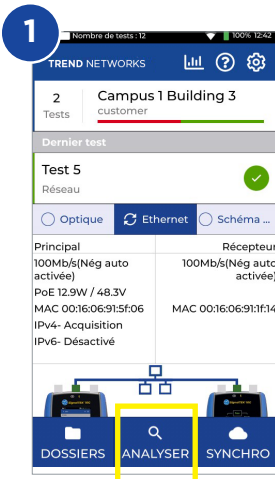 1
Nombre de tests : 12
100% 12:42
TREND NETWORKS
2
Tests
Campus 1 Building 3
customer
Dernier test
Test 5
Réseau
Optique
Ethernet
Schéma ...
Principal
Récepteur
100Mb/s(Nég auto
activée)
100Mb/s(Nég auto
activée)
PoE 12.9W / 48.3V
MAC 00:16:06:91:5f:06
MAC 00:16:06:91:1f:14
IPv4- Acquisition
IPv6- Désactivé
DOSSIERS
ANALYSER
SYNCHRO